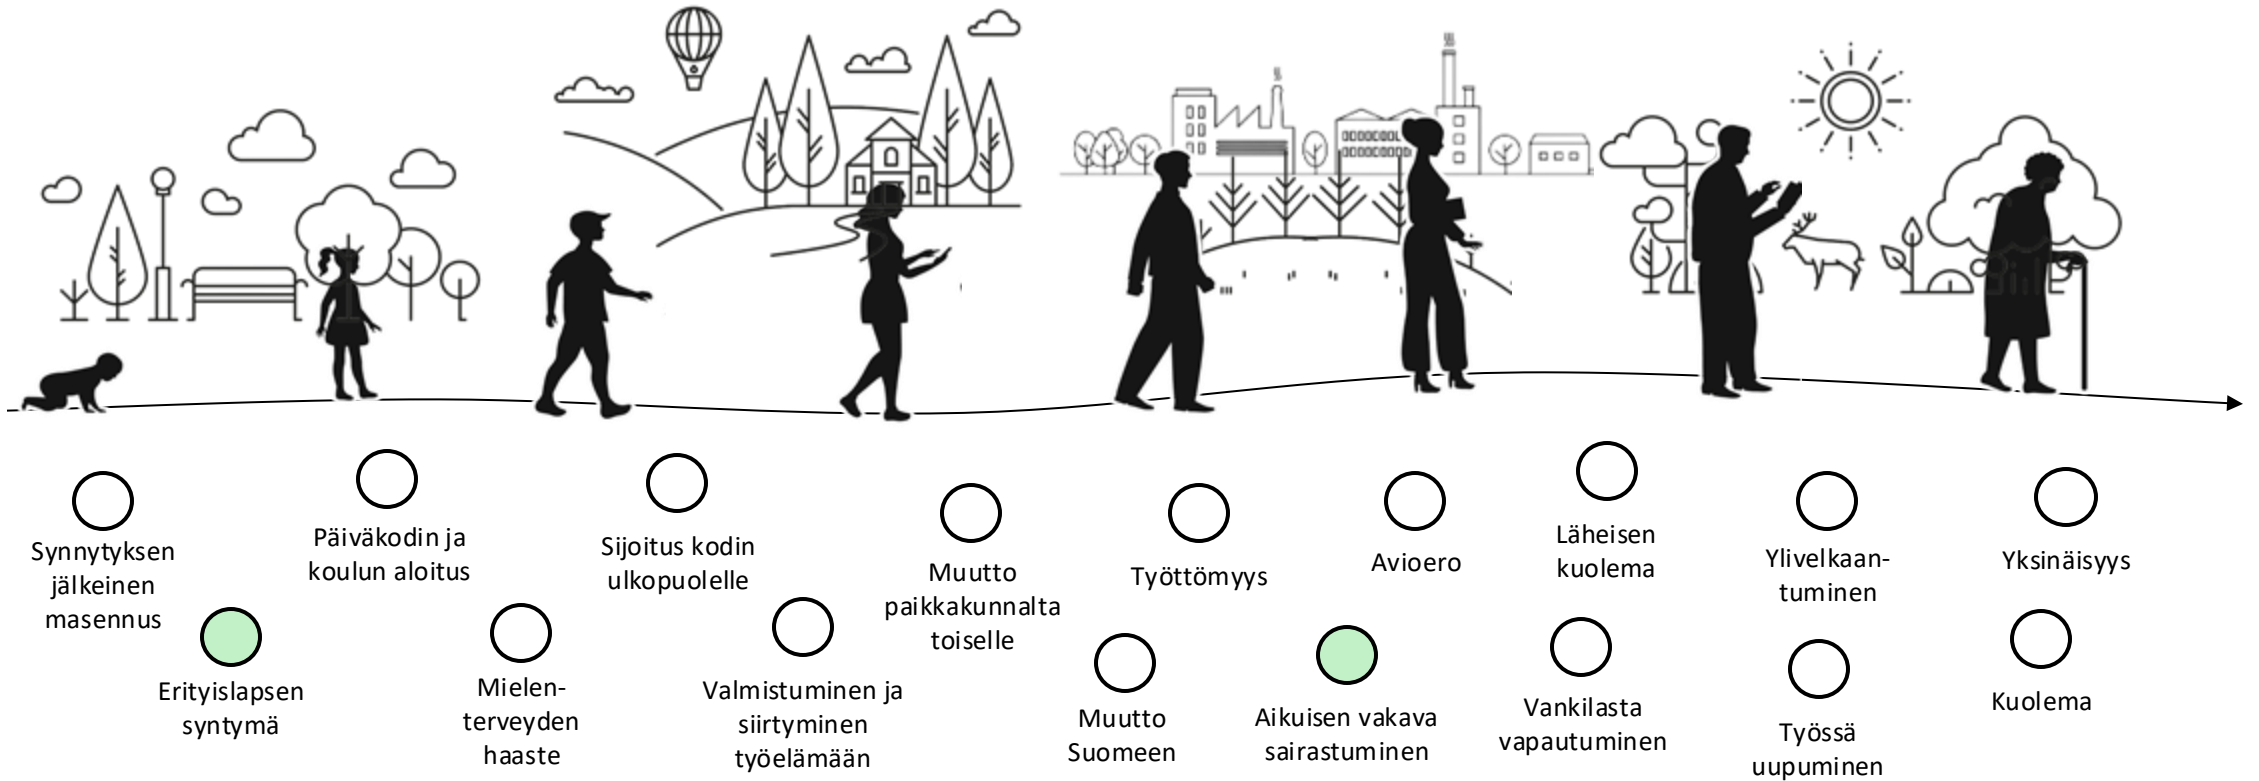 Synnytyksen
jälkeinen
masennus
Erityislapsen
syntymä
Päiväkodin ja
koulun aloitus
Mielen-
terveyden
haaste
Sijoitus kodin
ulkopuolelle
Valmistuminen ja
siirtyminen
työelämään
Muutto
paikkakunnalta
toiselle
Muutto
Suomeen
Työttömyys
Aikuisen vakava
sairastuminen
Avioero
Läheisen
kuolema
Vankilasta
vapautuminen
Ylivelkaan-
tuminen
Työssä
uupuminen
Yksinäisyys
Kuolema